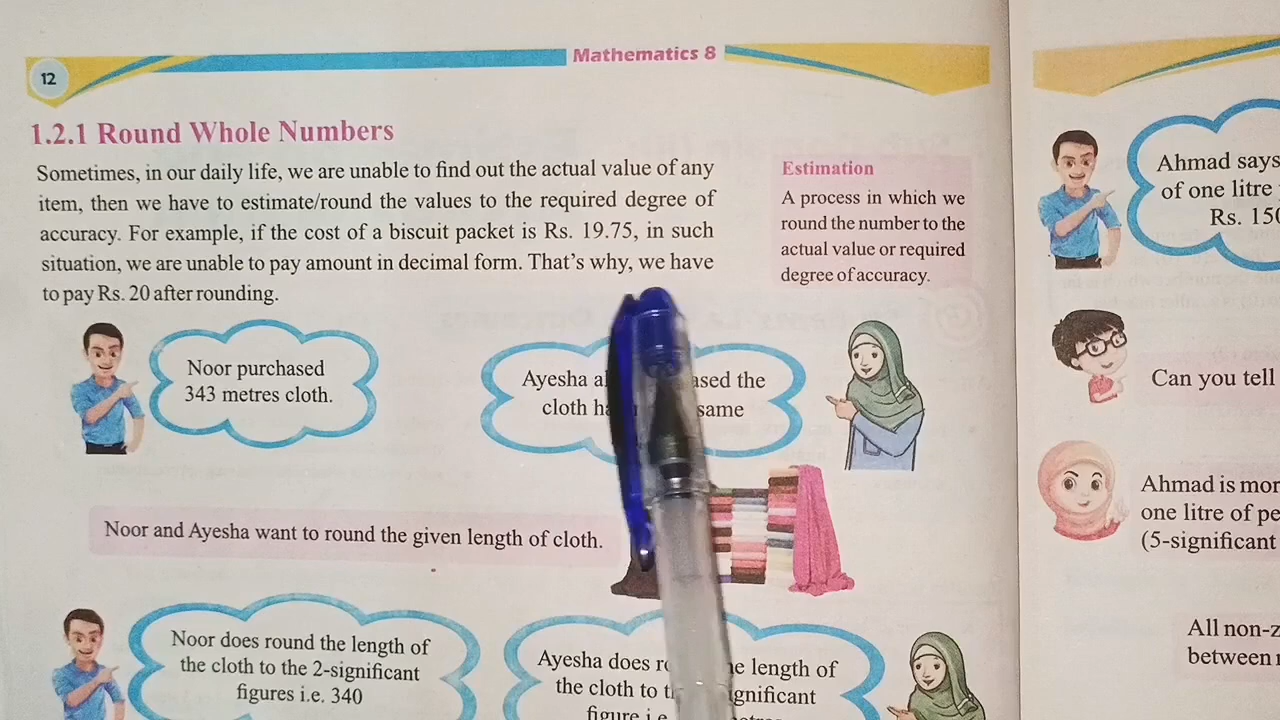 12
Mathematics 8
1.2.1 Round Whole Numbers
Sometimes, in our daily life, we are unable to find out the actual value of any
item, then we have to estimate/round the values to the required degree of
accuracy. For example, if the cost of a biscuit packet is Rs. 19.75, in such
situation, we are unable to pay amount in decimal form. That's why, we have
to pay Rs. 20 after rounding.
Estimation
A process in which we
round the number to the
actual value or required
degree of accuracy.
Noor purchased
343 metres cloth.
Ayesha ased the
cloth same
Noor and Ayesha want to round the given length of cloth.
Noor does round the length of
the cloth to the 2-significant
figures i.e. 340
Ayesha does length of
the cloth to gnificant
figure i.e
Ahmad says
of one litre
Rs. 150
Can you tell
Ahmad is mor
one litre of pe
(5-significant
All non-z
between